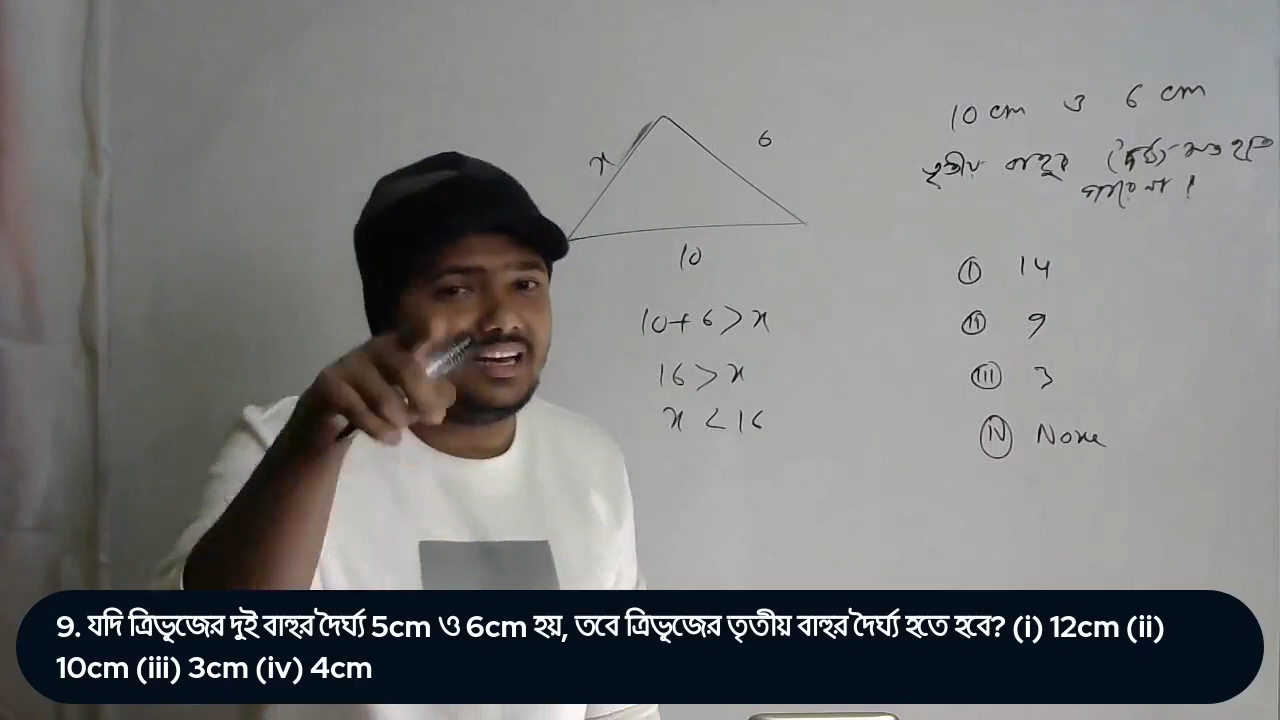 10 cm ও 6 cm
তৃতীয় বাহুর দৈর্ঘ্য কত হতে
পারে না?
x
6
10
10+6>x
16>x
x<16
(i) 14
(ii) 9
(iii) 3
(iv) None
9. যদি ত্রিভূজের দুই বাহুর দৈর্ঘ্য 5cm ও 6cm হয়, তবে ত্রিভূজের তৃতীয় বাহুর দৈর্ঘ্য হতে হবে? (i) 12cm (ii)
10cm (iii) 3cm (iv) 4cm